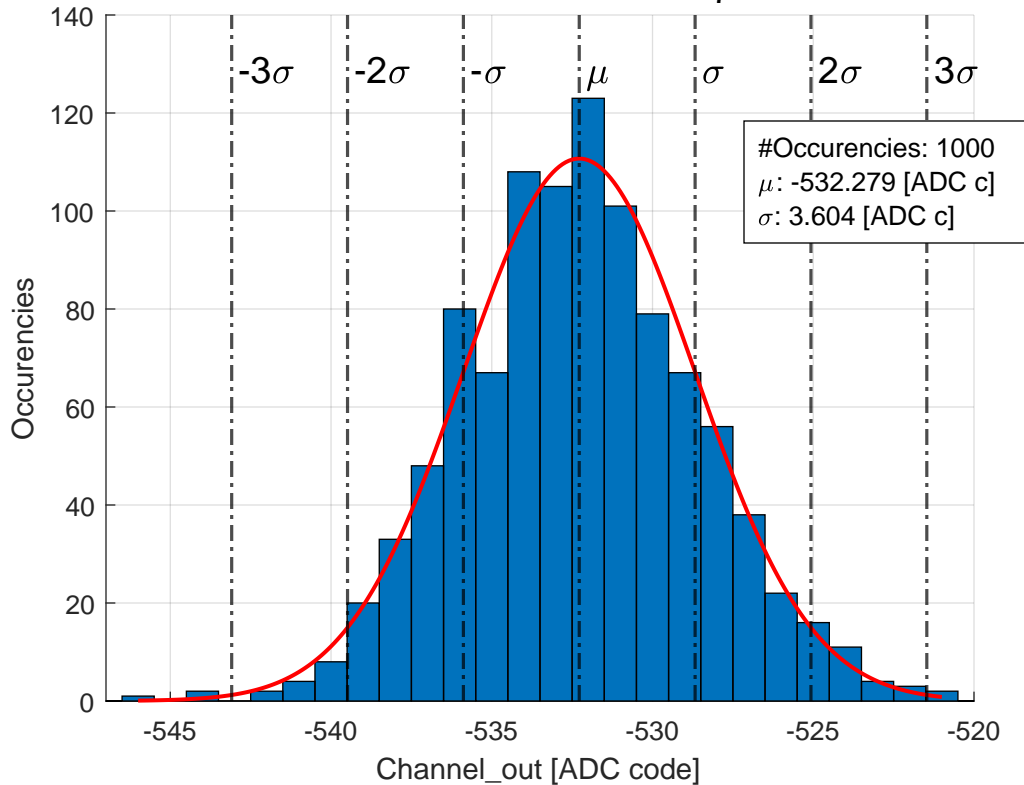 140
120
100
80
60
40
20
0
-3σ
-2σ
-σ
μ
σ
2σ
3σ
#Occurencies: 1000
μ: -532.279 [ADC c]
σ: 3.604 [ADC c]
Occurencies
-545
-540
-535
-530
-525
-520
Channel_out [ADC code]